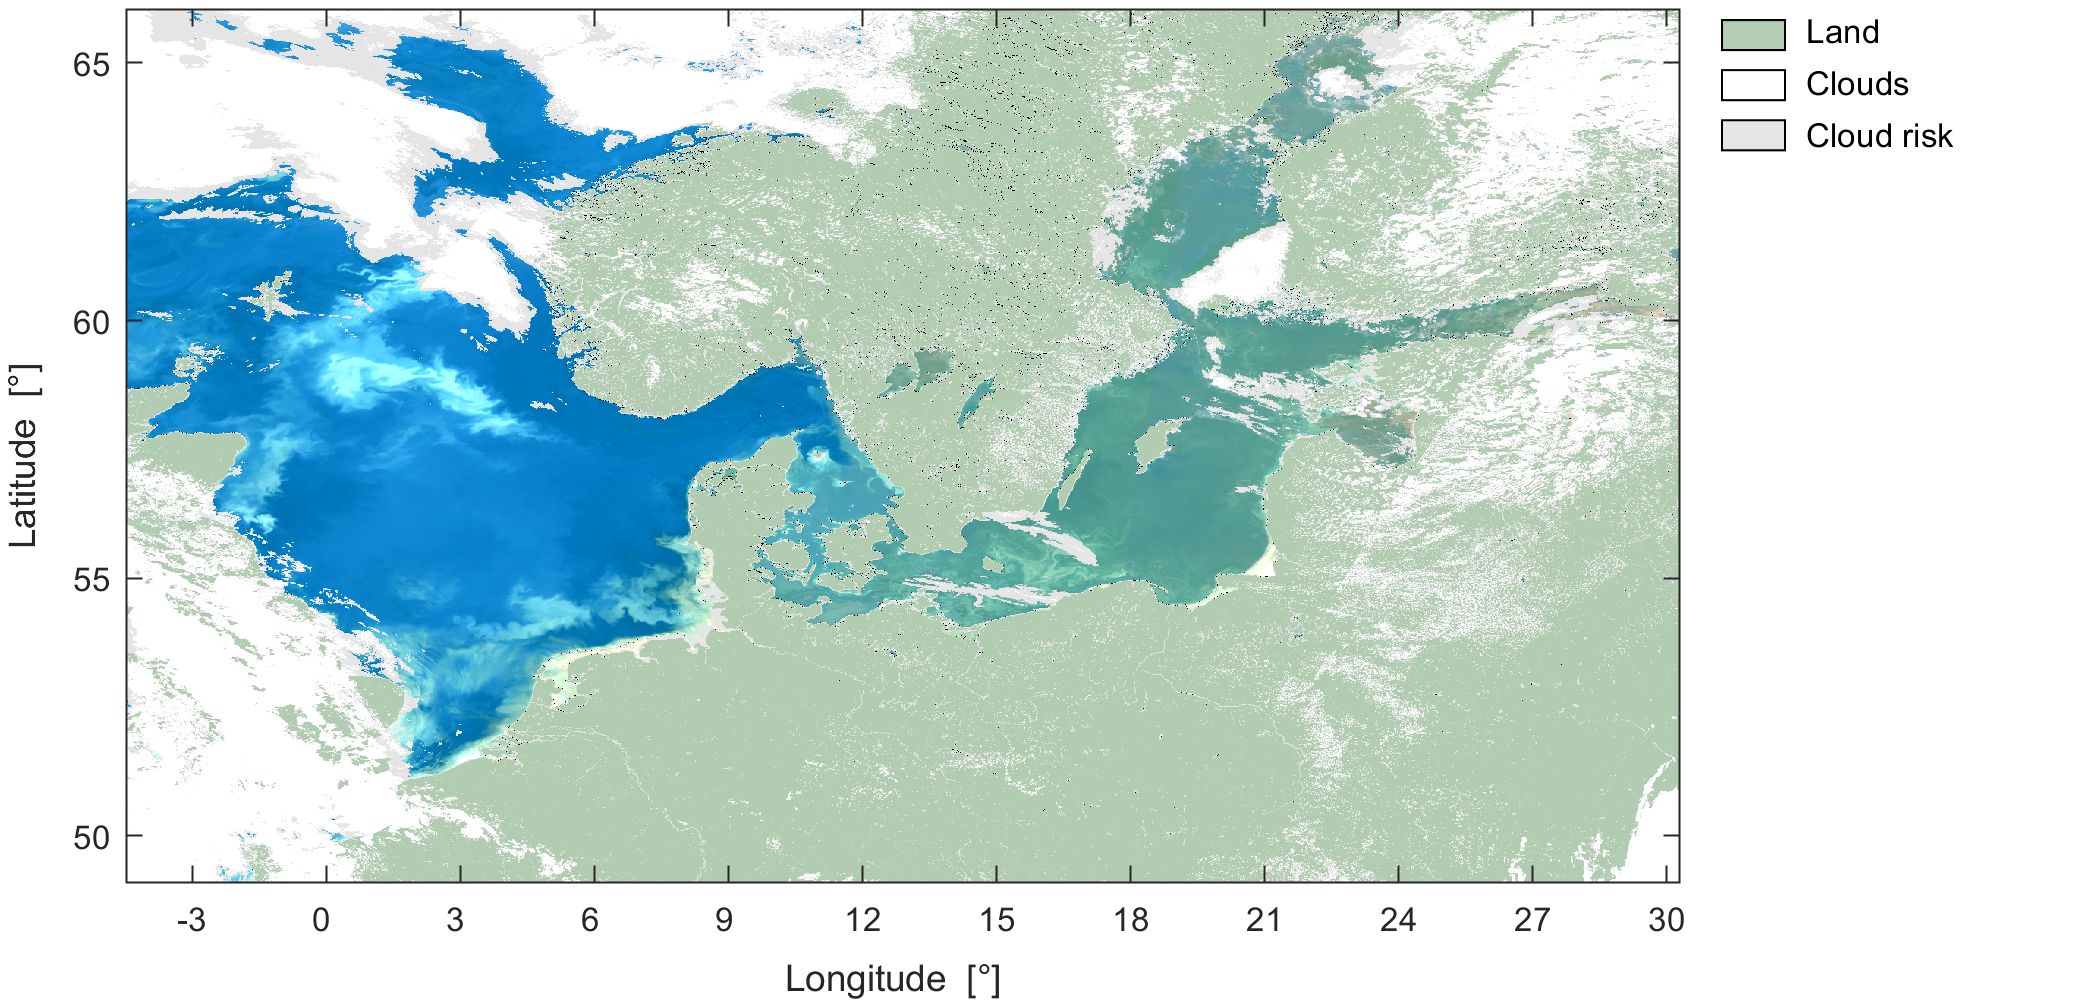 65
60
55
50
Latitude [°]
-3 0 3 6 9 12 15 18 21 24 27 30
Longitude [°]
Land
Clouds
Cloud risk